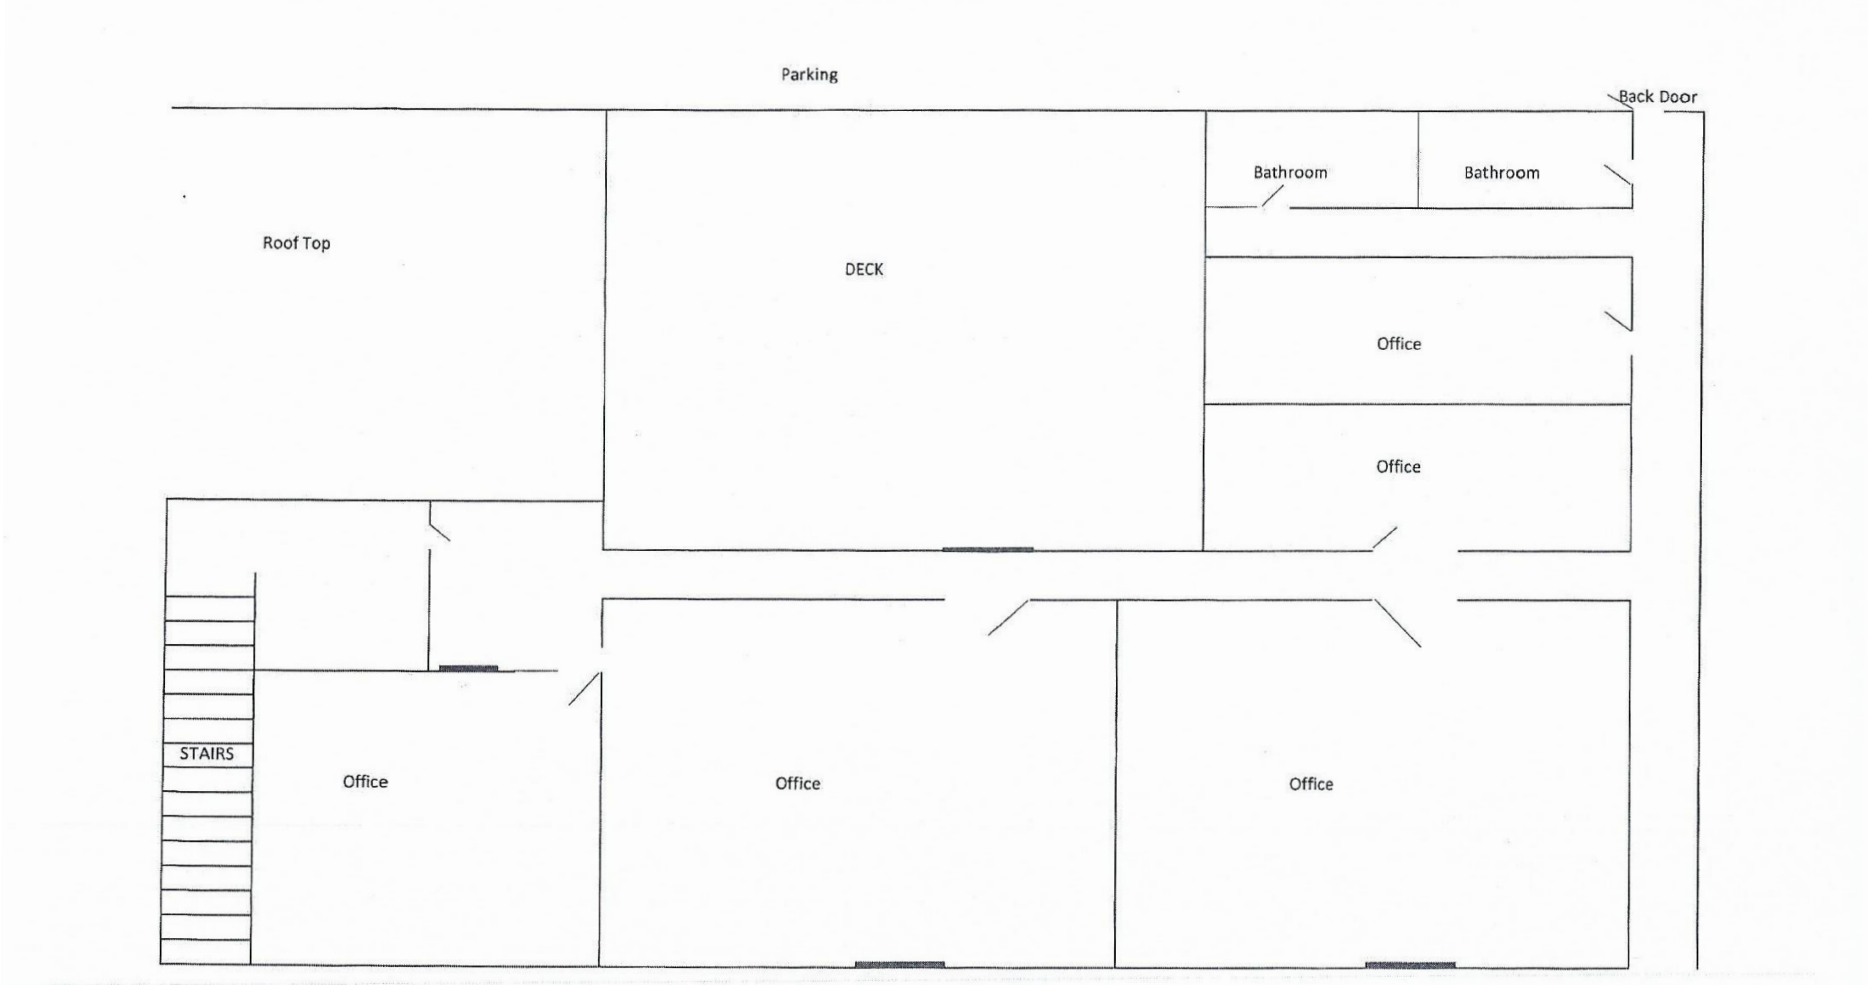 Parking
Back Door
Bathroom
Bathroom
Roof Top
DECK
Office
Office
STAIRS
Office
Office
Office